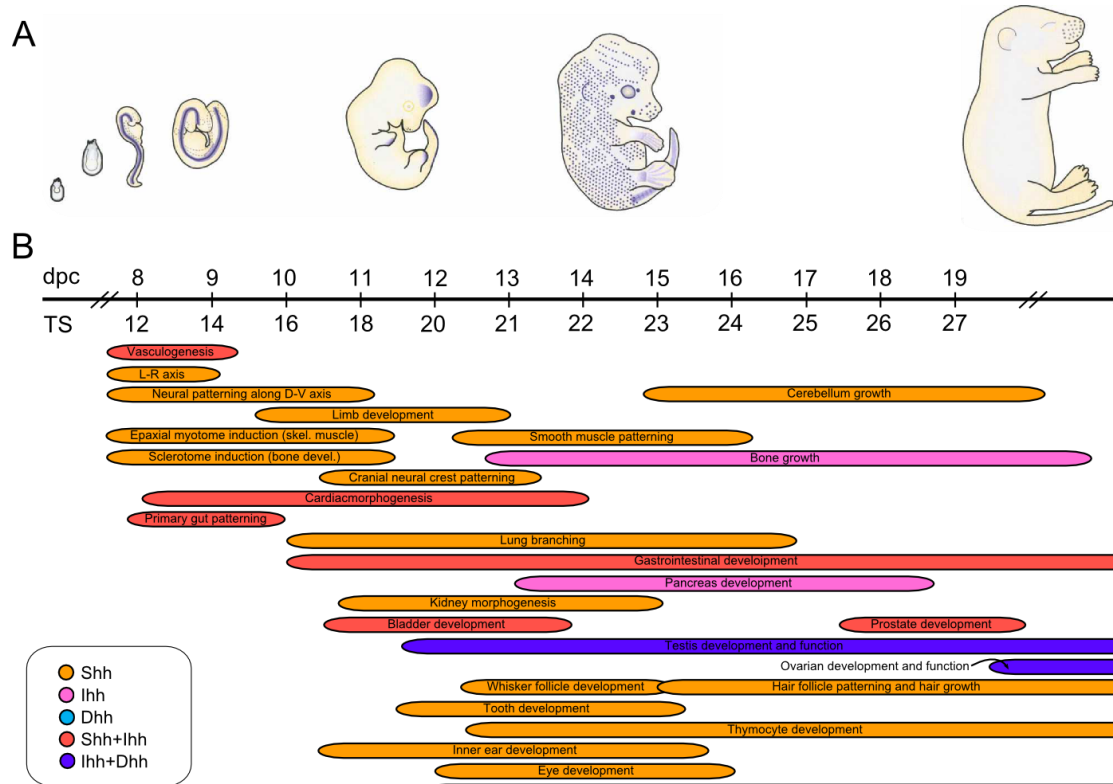 A
B
dpc 8 9 10 11 12 13 14 15 16 17 18 19
TS 12 14 16 18 20 21 22 23 24 25 26 27
Vasculogenesis
L-R axis
Neural patterning along D-V axis Cerebellum growth
Limb development
Epaxial myotome induction (skel. muscle) Smooth muscle patterning
Sclerotome induction (bone devel.) Bone growth
Cranial neural crest patterning
Cardiacmorphogenesis
Primary gut patterning
Lung branching
Gastrointestinal develoipment
Pancreas development
Kidney morphogenesis
Bladder development Prostate development
Testis development and function
Ovarian development and function
Whisker follicle development Hair follicle patterning and hair growth
Tooth development
Thymocyte development
Inner ear development
Eye development
Shh
Ihh
Dhh
Shh+Ihh
Ihh+Dhh